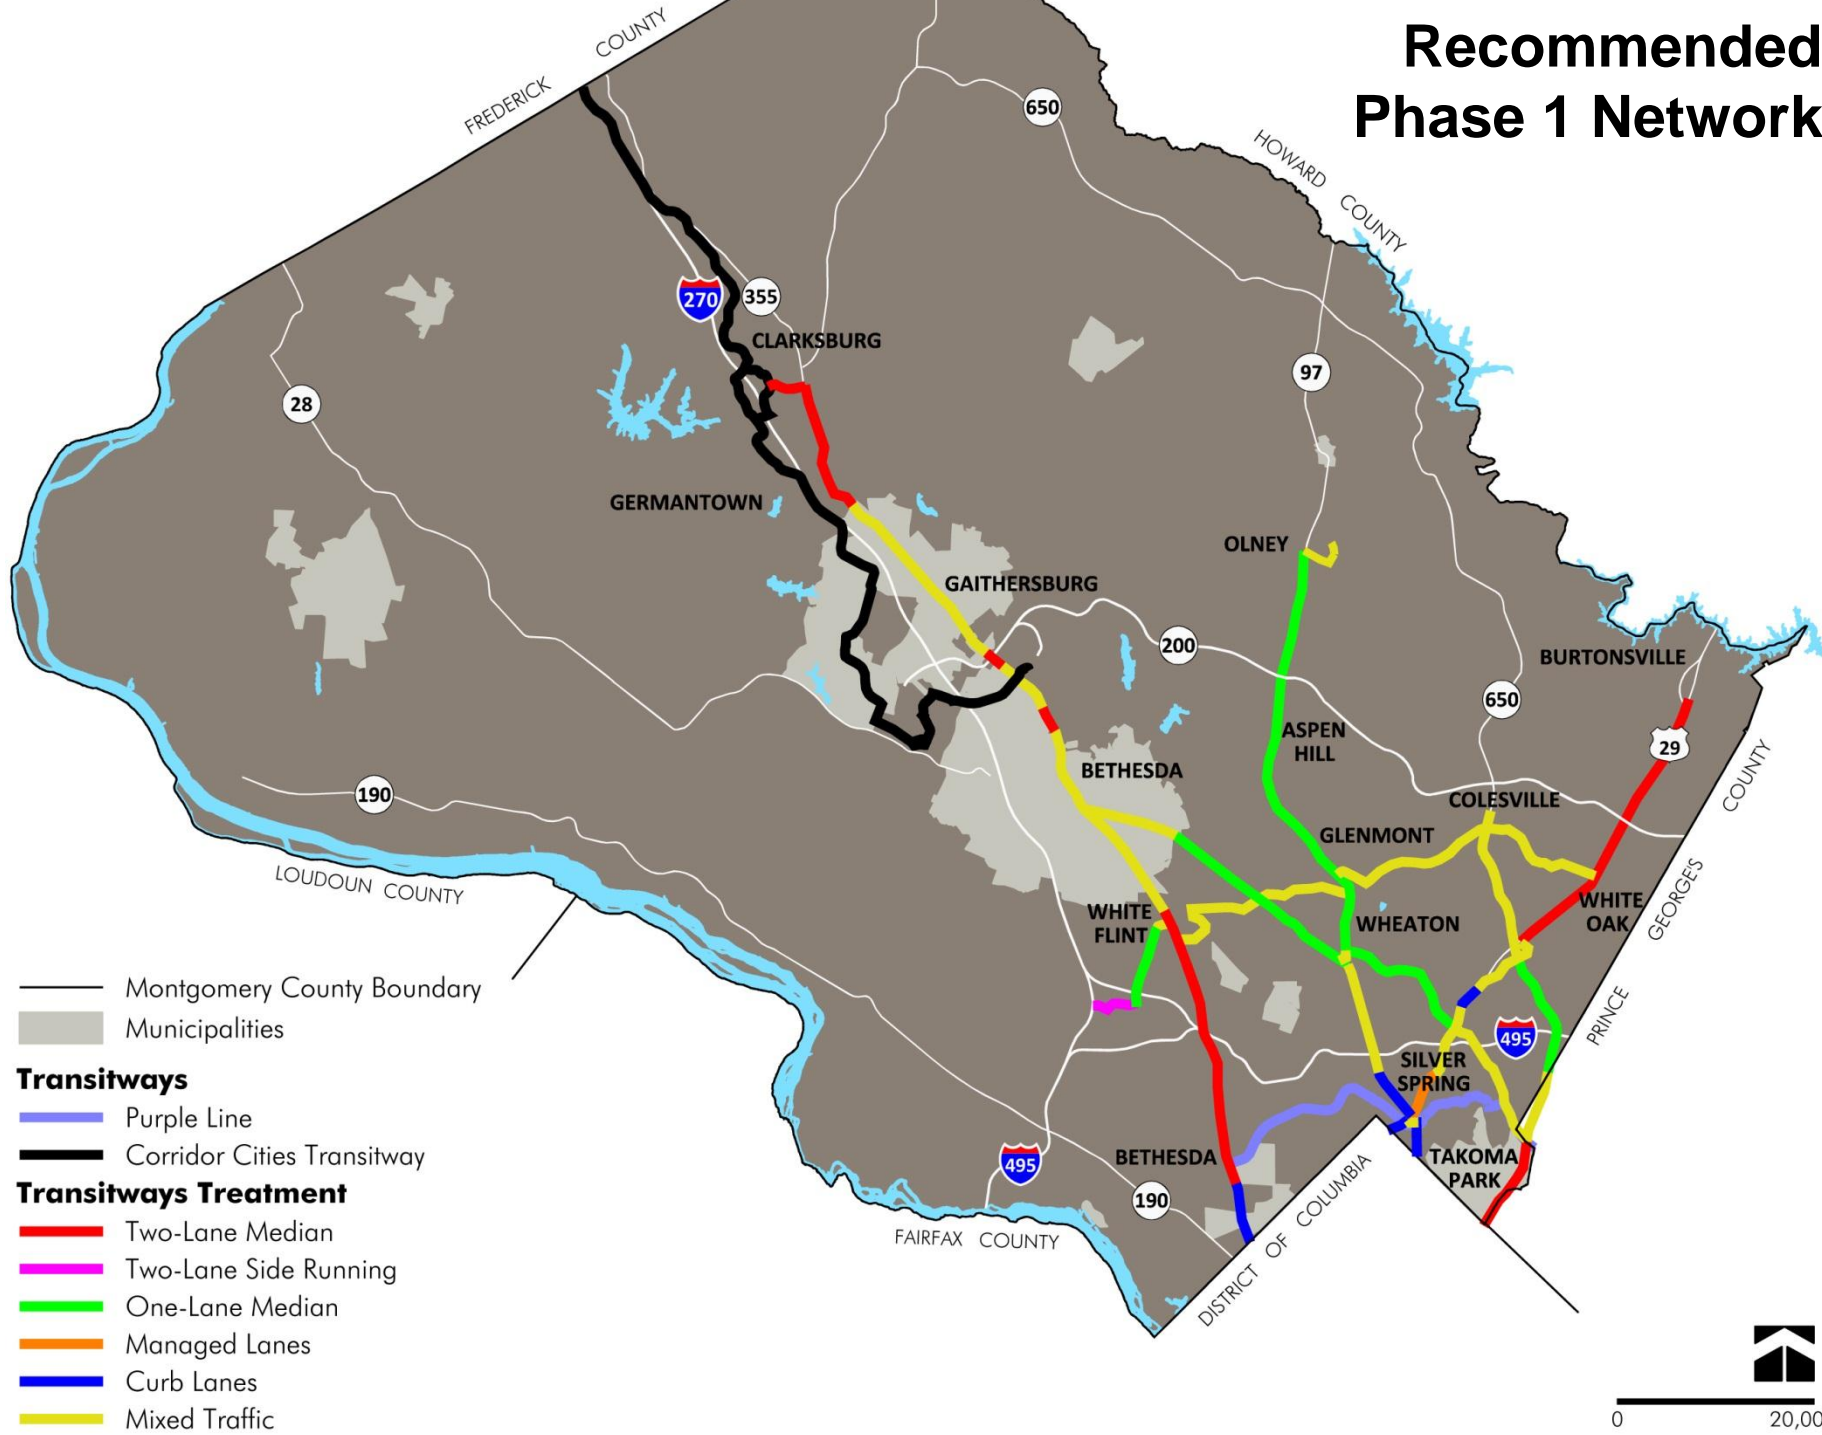 Recommended
Phase 1 Network
FREDERICK COUNTY
650
HOWARD COUNTY
270
355
CLARKSBURG
97
28
GERMANTOWN
OLNEY
GAITHERSBURG
200
BURTONSVILLE
650
ASPEN
HILL
29
BETHESDA
190
COLESVILLE
GLENMONT
LOUDOUN COUNTY
WHITE
FLINT
WHEATON
WHITE
OAK
PRINCE GEORGE'S COUNTY
495
SILVER
SPRING
BETHESDA
TAKOMA
PARK
495
190
FAIRFAX COUNTY
DISTRICT OF COLUMBIA
Montgomery County Boundary
Municipalities
Transitways
Purple Line
Corridor Cities Transitway
Transitways Treatment
Two-Lane Median
Two-Lane Side Running
One-Lane Median
Managed Lanes
Curb Lanes
Mixed Traffic
0 20,00